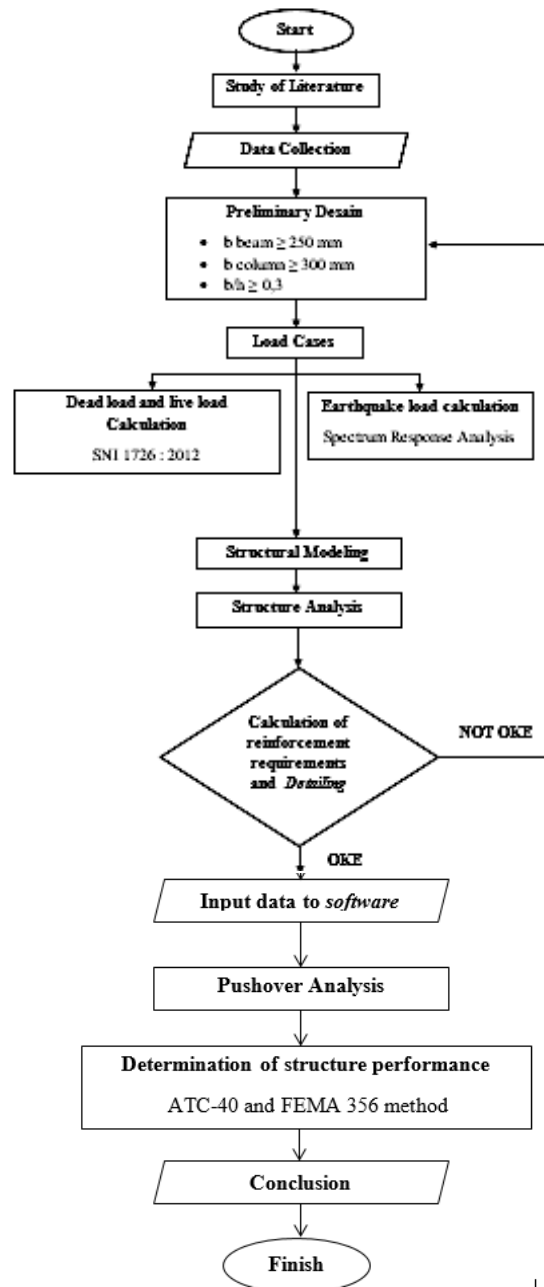 Start
Study of Literature
Data Collection
Preliminary Desain
• b beam ≥ 250 mm
• b column ≥ 300 mm
• b/h ≥ 0,3
Load Cases
Dead load and live load
Calculation
SNI 1726 : 2012
Earthquake load calculation
Spectrum Response Analysis
Structural Modeling
Structure Analysis
Calculation of
reinforcement
requirements
and Detailing
NOT OKE
OKE
Input data to software
Pushover Analysis
Determination of structure performance
ATC-40 and FEMA 356 method
Conclusion
Finish